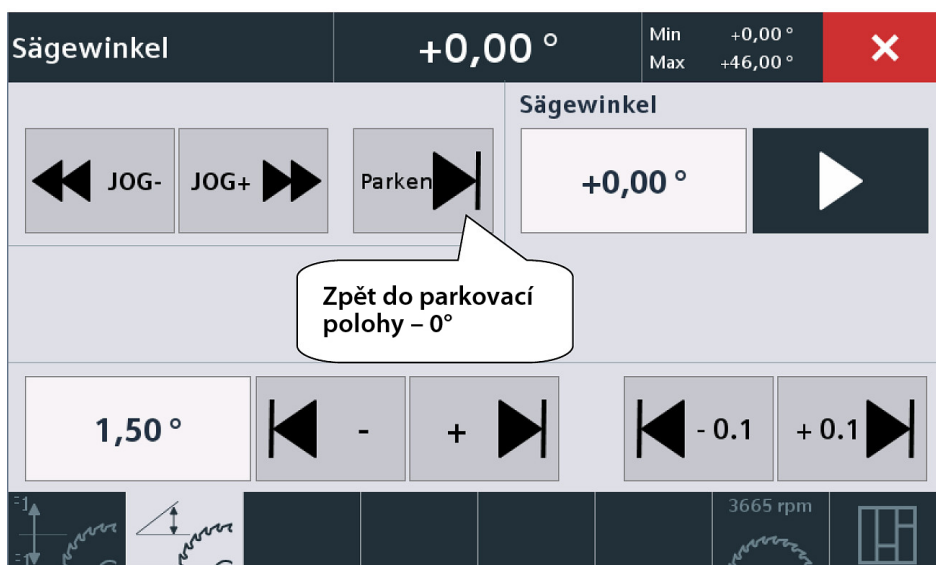 Sägewinkel
+0,00 °
Min +0,00 °
Max +46,00 °
Sägewinkel
JOG-
JOG+
Parken
+0,00 °
Zpět do parkovací
polohy – 0°
1,50 °
-
+
- 0.1
+ 0.1
3665 rpm